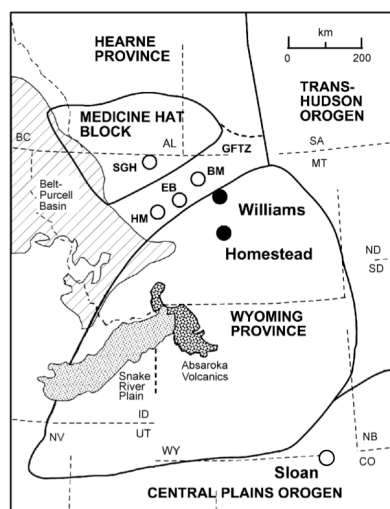 HEARNE
PROVINCE
km
0
200
TRANS-
HUDSON
OROGEN
MEDICINE HAT
BLOCK
BC
AL
GFTZ
SA
MT
SGH
BM
Belt-
Purcell
Basin
EB
HM
Williams
Homestead
ND
SD
WYOMING
PROVINCE
Snake
River
Plain
Absaroka
Volcanics
ID
UT
NV
WY
NB
CO
Sloan
CENTRAL PLAINS OROGEN